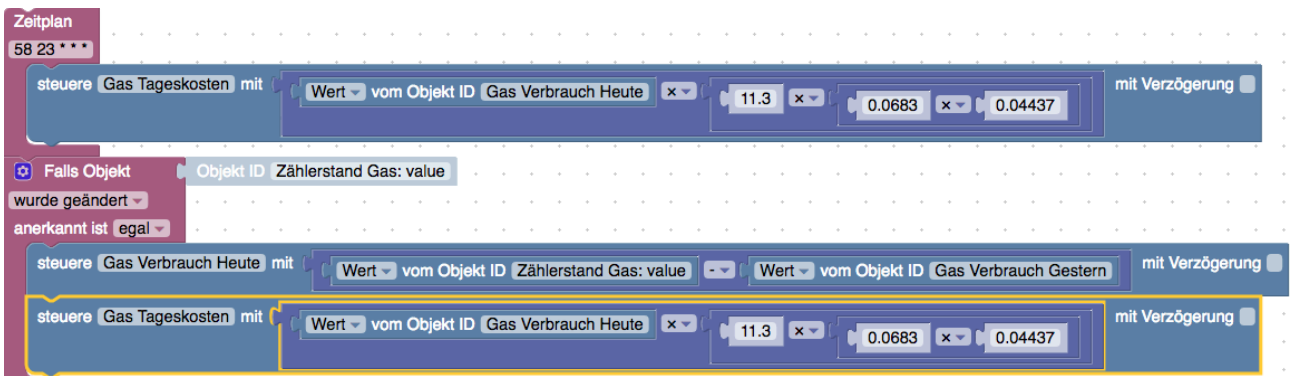 Zeitplan
58 23 * * *
steuere Gas Tageskosten mit Wert vom Objekt ID Gas Verbrauch Heute × 11.3 × 0.0683 × 0.04437 mit Verzögerung
Falls Objekt Objekt ID Zählerstand Gas: value
wurde geändert
anerkannt ist egal
steuere Gas Verbrauch Heute mit Wert vom Objekt ID Zählerstand Gas: value - Wert vom Objekt ID Gas Verbrauch Gestern mit Verzögerung
steuere Gas Tageskosten mit Wert vom Objekt ID Gas Verbrauch Heute × 11.3 × 0.0683 × 0.04437 mit Verzögerung